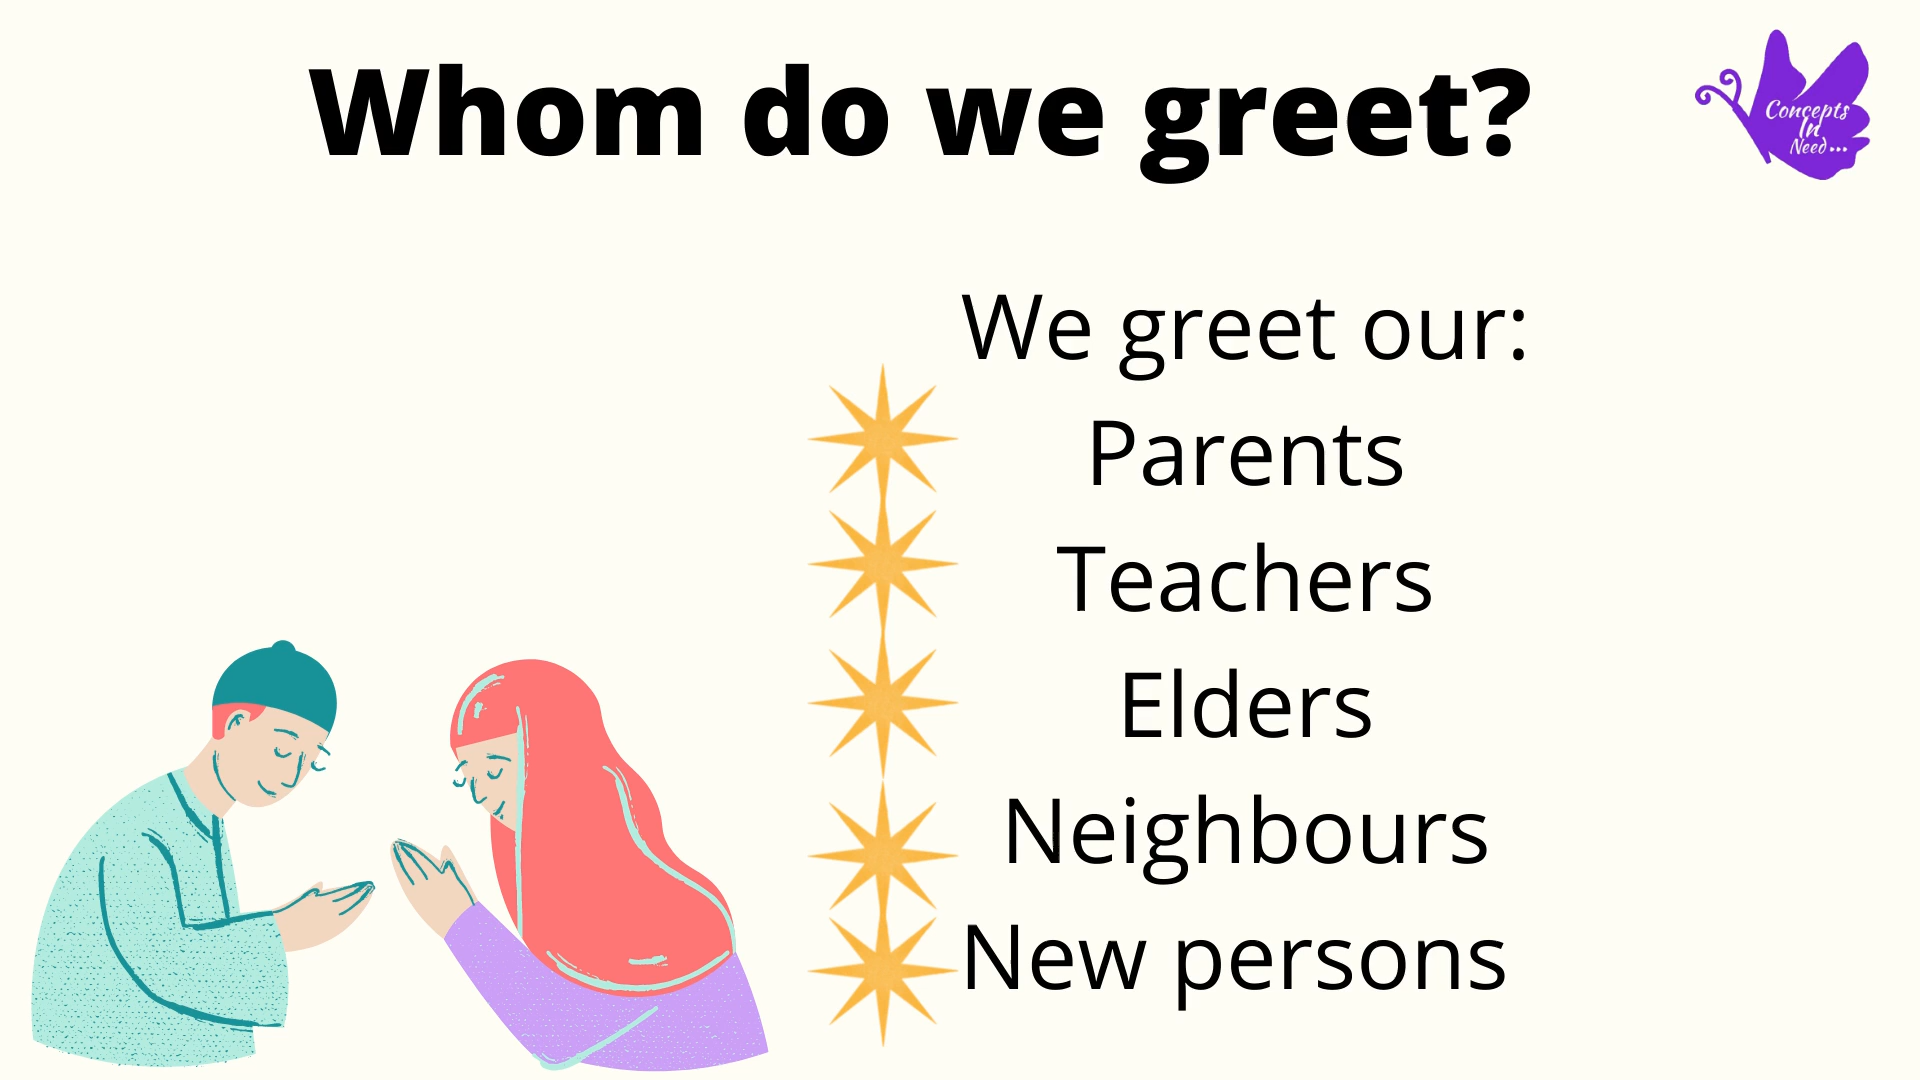 Whom do we greet?
Concepts
In
Need...
We greet our:
Parents
Teachers
Elders
Neighbours
New persons